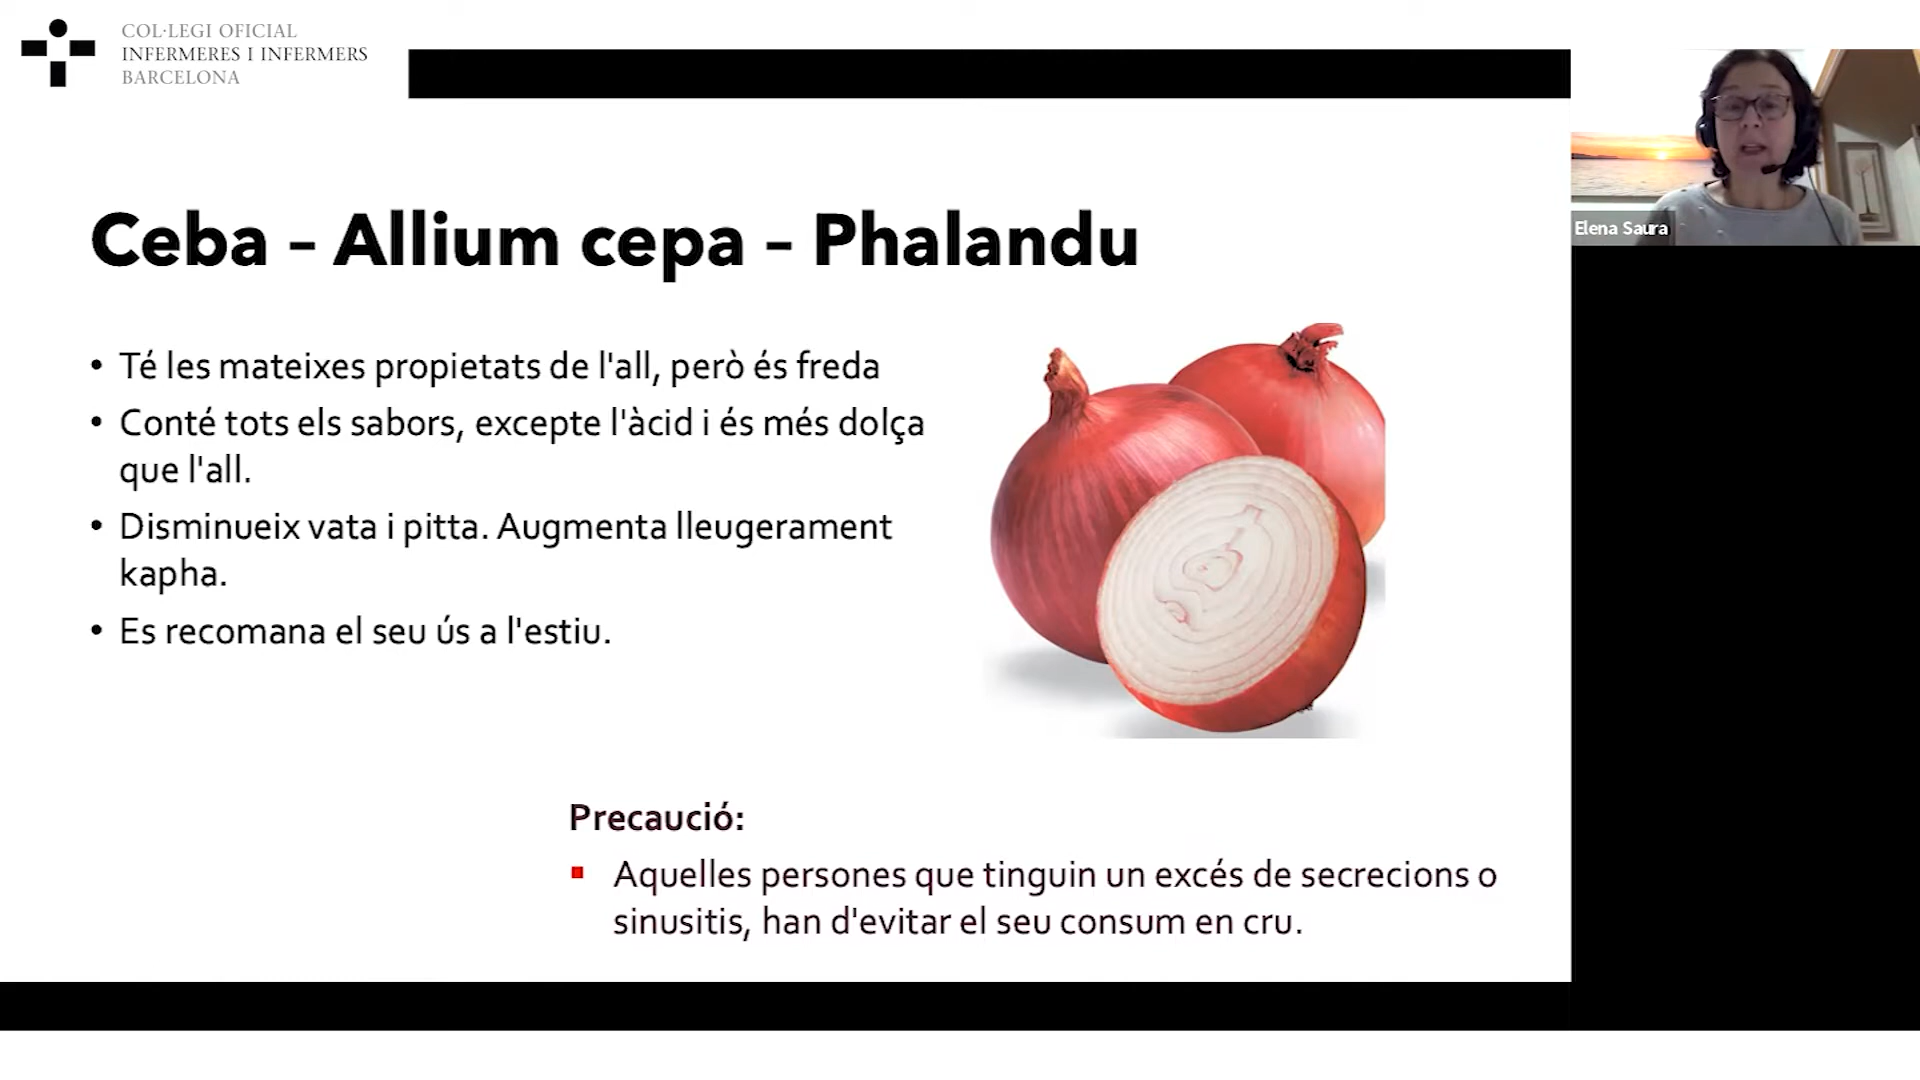 COL·LEGI OFICIAL
INFERMERES I INFERMERS
BARCELONA
Ceba – Allium cepa – Phalandu
• Té les mateixes propietats de l'all, però és freda
• Conté tots els sabors, excepte l'àcid i és més dolça
que l'all.
• Disminueix vata i pitta. Augmenta lleugerament
kapha.
• Es recomana el seu ús a l'estiu.
Precaució:
▪ Aquelles persones que tinguin un excés de secrecions o
sinusitis, han d'evitar el seu consum en cru.
Elena Saura